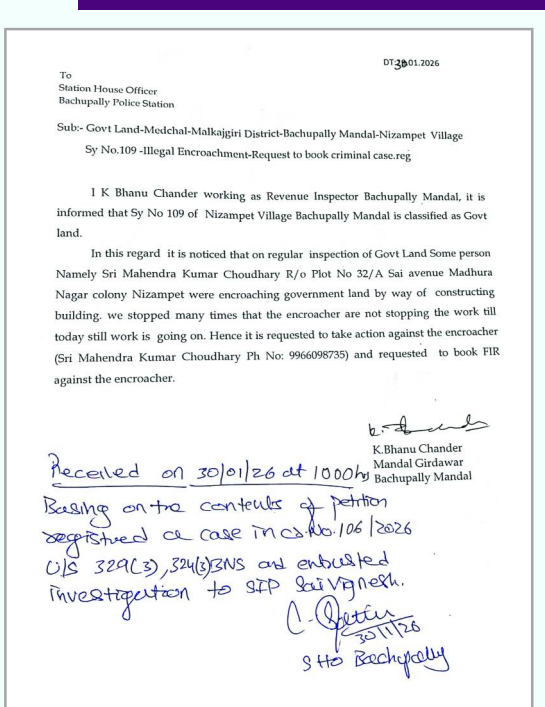 DT:30.01.2026
To
Station House Officer
Bachupally Police Station
Sub:- Govt Land-Medchal-Malkajgiri District-Bachupally Mandal-Nizampet Village
Sy No.109 -Illegal Encroachment-Request to book criminal case.reg
I K Bhanu Chander working as Revenue Inspector Bachupally Mandal, it is
informed that Sy No 109 of Nizampet Village Bachupally Mandal is classified as Govt
land.
In this regard it is noticed that on regular inspection of Govt Land Some person
Namely Sri Mahendra Kumar Choudhary R/o Plot No 32/A Sai avenue Madhura
Nagar colony Nizampet were encroaching government land by way of constructing
building. we stopped many times that the encroacher are not stopping the work till
today still work is going on. Hence it is requested to take action against the encroacher
(Sri Mahendra Kumar Choudhary Ph No: 9966098735) and requested to book FIR
against the encroacher.
K.Bhanu Chander
Mandal Girdawar
Bachupally Mandal
Received on 30/01/26 at 1000h
Basing on the contents of petition
registred a case in Cr.No.106/2026
U/S 329(3), 324(3)BNS and entrusted
investigation to SIP Sai Vignesh.
30/1/26
SHO Bachupally